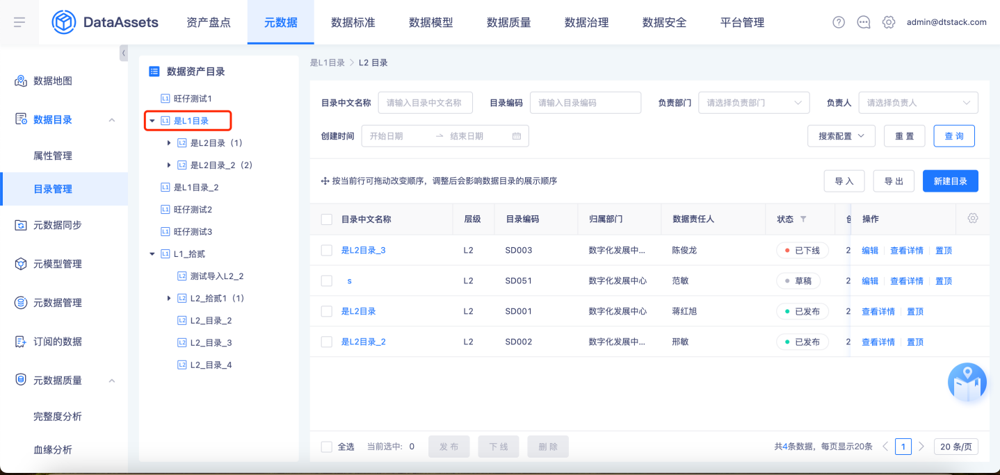 DataAssets 资产盘点 元数据 数据标准 数据模型 数据质量 数据治理 数据安全 平台管理 admin@dtstack.com
数据地图
数据目录
属性管理
目录管理
元数据同步
元模型管理
元数据管理
订阅的数据
元数据质量
完整度分析
血缘分析
数据资产目录
L1 旺仔测试1
L1 是L1目录
L2 是L2目录（1）
L2 是L2目录_2（2）
L1 是L1目录_2
L1 旺仔测试2
L1 旺仔测试3
L1 L1_拾贰
L2 测试导入L2_2
L2 L2_拾贰1（1）
L2 L2_目录_2
L2 L2_目录_3
L2 L2_目录_4
是L1目录 > L2 目录
目录中文名称 请输入目录中文名称 目录编码 请输入目录编码 负责部门 请选择负责部门 负责人 请选择负责人
创建时间 开始日期 → 结束日期 搜索配置 重 置 查 询
按当前行可拖动改变顺序，调整后会影响数据目录的展示顺序 导 入 导 出 新建目录
目录中文名称 层级 目录编码 归属部门 数据责任人 状态 操作
是L2目录_3 L2 SD003 数字化发展中... 陈俊龙 已下线 2 编辑 查看详情 置顶
s L2 SD051 数字化发展中心 范敏 草稿 2 编辑 查看详情 置顶
是L2目录 L2 SD001 数字化发展中心 蒋红旭 已发布 2 查看详情 置顶
是L2目录_2 L2 SD002 数字化发展中... 邢敏 已发布 2 查看详情 置顶
全选 当前选中: 0 发 布 下 线 删 除 共4条数据，每页显示20条 < 1 > 20 条/页